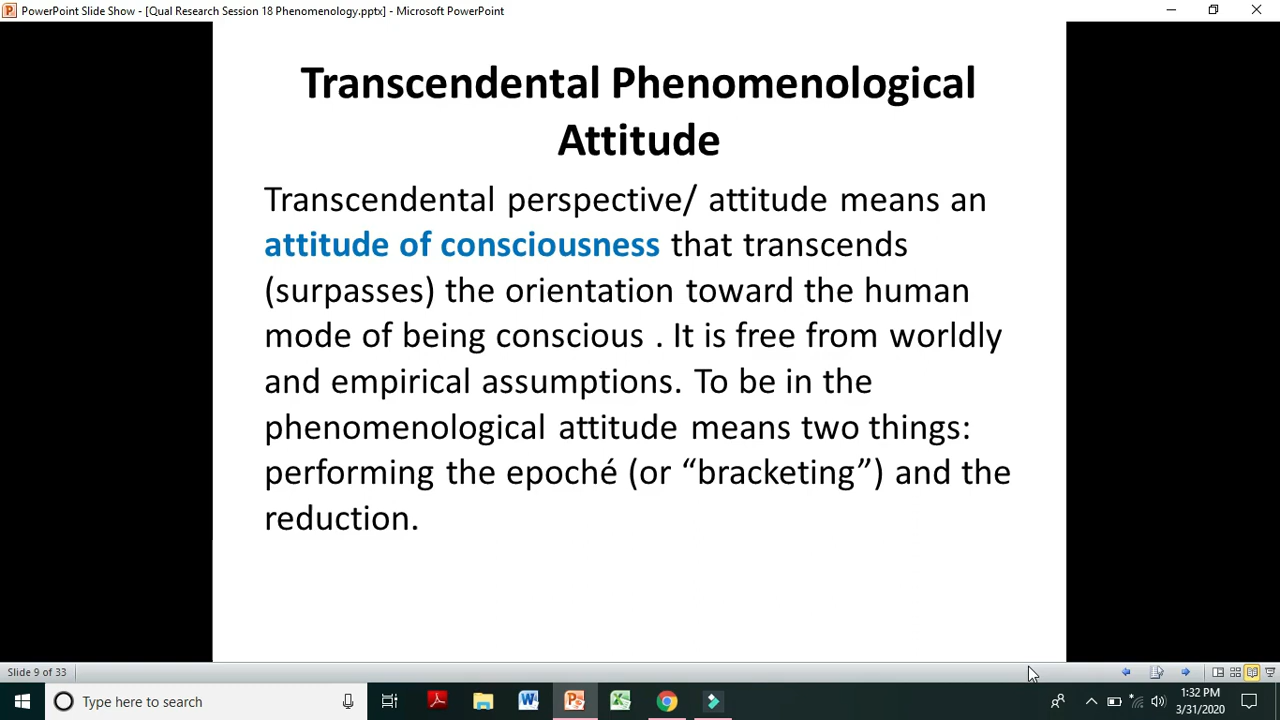 PowerPoint Slide Show - [Qual Research Session 18 Phenomenology.pptx] - Microsoft PowerPoint
Transcendental Phenomenological
Attitude
Transcendental perspective/ attitude means an
attitude of consciousness that transcends
(surpasses) the orientation toward the human
mode of being conscious . It is free from worldly
and empirical assumptions. To be in the
phenomenological attitude means two things:
performing the epoché (or “bracketing”) and the
reduction.
Slide 9 of 33
Type here to search
1:32 PM
3/31/2020